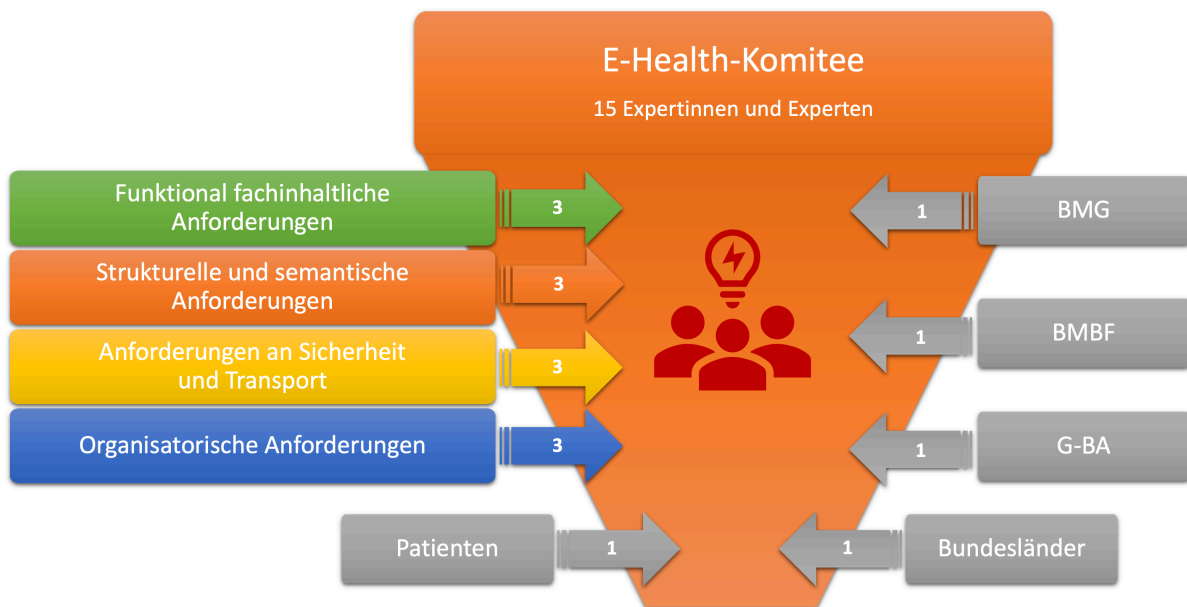 E-Health-Komitee
15 Expertinnen und Experten
Funktional fachinhaltliche
Anforderungen
3
1
BMG
Strukturelle und semantische
Anforderungen
3
1
BMBF
Anforderungen an Sicherheit
und Transport
3
Organisatorische Anforderungen
3
1
G-BA
Patienten
1
1
Bundesländer